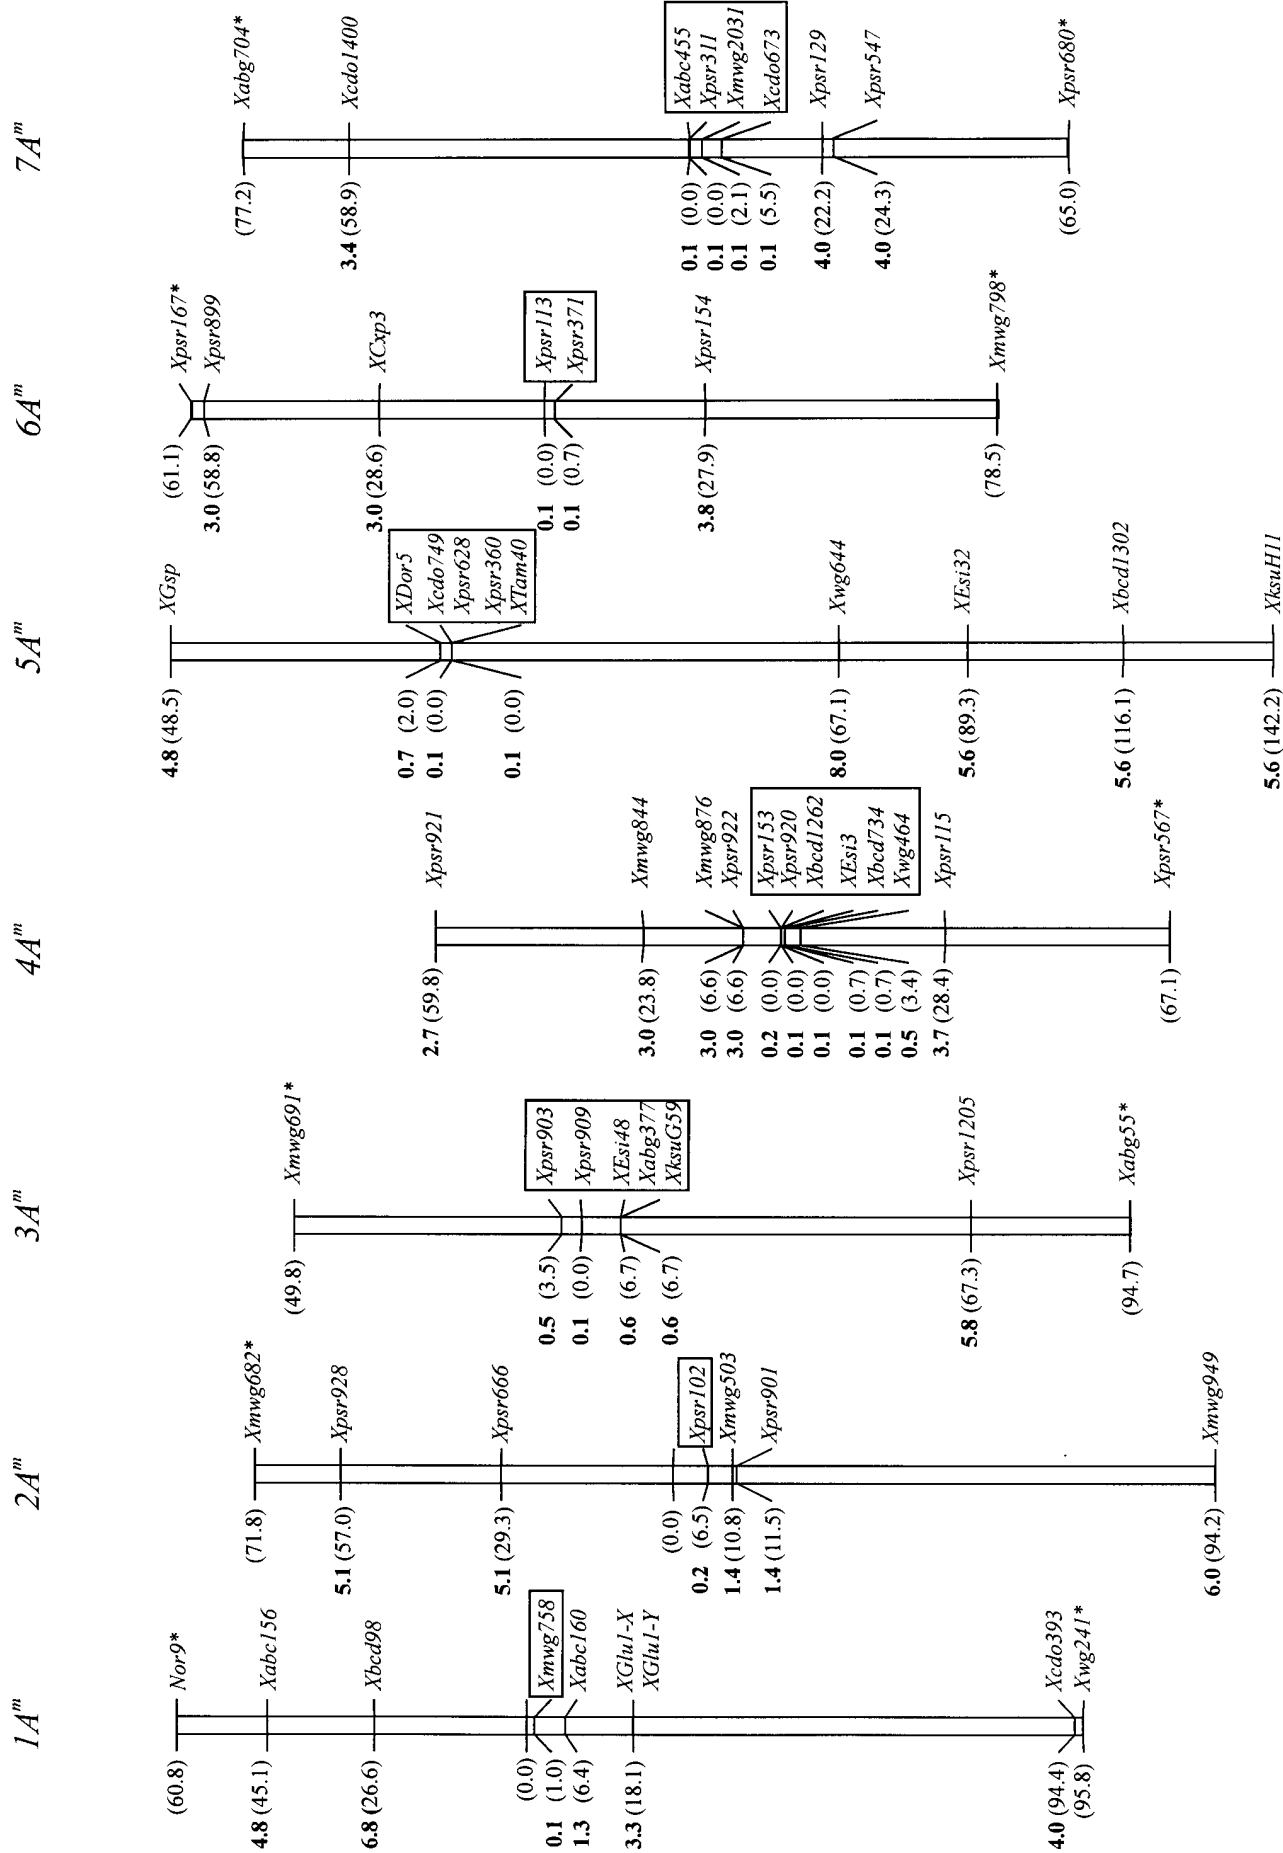 1Aᵐ
(60.8) Nor9*
4.8 (45.1) Xabc156
6.8 (26.6) Xbcd98
(0.0)
0.1 (1.0) Xmwg758
1.3 (6.4) Xabc160
3.3 (18.1) XGlu1-X
XGlu1-Y
4.0 (94.4) Xcdo393
(95.8) Xwg241*
2Aᵐ
(71.8) Xmwg682*
5.1 (57.0) Xpsr928
5.1 (29.3) Xpsr666
(0.0)
0.2 (6.5) Xpsr102
1.4 (10.8) Xmwg503
1.4 (11.5) Xpsr901
6.0 (94.2) Xmwg949
3Aᵐ
(49.8) Xmwg691*
0.5 (3.5) Xpsr903
0.1 (0.0) Xpsr909
0.6 (6.7) XEsi48
Xabg377
0.6 (6.7) XksuG59
5.8 (67.3) Xpsr1205
(94.7) Xabg55*
4Aᵐ
2.7 (59.8) Xpsr921
3.0 (23.8) Xmwg844
3.0 (6.6) Xmwg876
3.0 (6.6) Xpsr922
0.2 (0.0) Xpsr153
0.1 (0.0) Xpsr920
0.1 (0.0) Xbcd1262
0.1 (0.7) XEsi3
0.1 (0.7) Xbcd734
0.5 (3.4) Xwg464
3.7 (28.4) Xpsr115
(67.1) Xpsr567*
5Aᵐ
4.8 (48.5) XGsp
0.7 (2.0) XDor5
0.1 (0.0) Xcdo749
Xpsr628
Xpsr360
0.1 (0.0) XTam40
8.0 (67.1) Xwg644
5.6 (89.3) XEsi32
5.6 (116.1) Xbcd1302
5.6 (142.2) XksuH11
6Aᵐ
(61.1) Xpsr167*
3.0 (58.8) Xpsr899
3.0 (28.6) XCxp3
0.1 (0.0) Xpsr113
0.1 (0.7) Xpsr371
3.8 (27.9) Xpsr154
(78.5) Xmwg798*
7Aᵐ
(77.2) Xabg704*
3.4 (58.9) Xcdo1400
0.1 (0.0) Xabc455
0.1 (0.0) Xpsr311
0.1 (2.1) Xmwg2031
0.1 (5.5) Xcdo673
4.0 (22.2) Xpsr129
4.0 (24.3) Xpsr547
(65.0) Xpsr680*